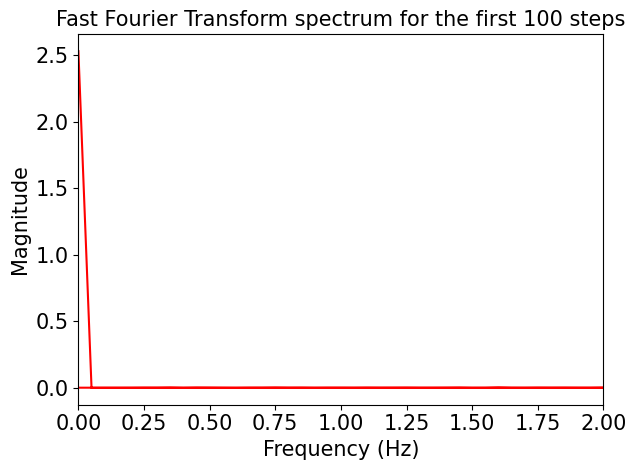 Fast Fourier Transform spectrum for the first 100 steps
2.5
2.0
1.5
1.0
0.5
0.0
Magnitude
0.00 0.25 0.50 0.75 1.00 1.25 1.50 1.75 2.00
Frequency (Hz)